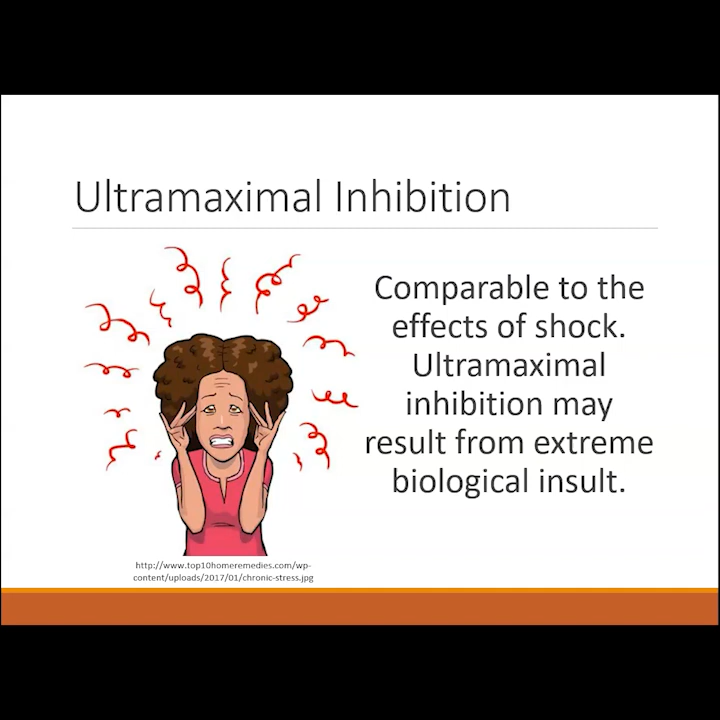 Ultramaximal Inhibition
Comparable to the
effects of shock.
Ultramaximal
inhibition may
result from extreme
biological insult.
http://www.top10homeremedies.com/wp-
content/uploads/2017/01/chronic-stress.jpg